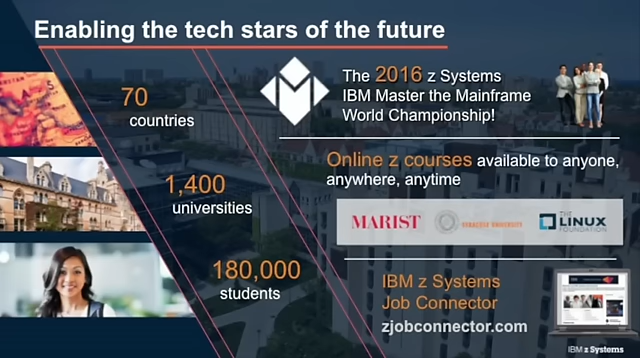 Enabling the tech stars of the future
70
countries
1,400
universities
180,000
students
The 2016 z Systems
IBM Master the Mainframe
World Championship!
Online z courses available to anyone,
anywhere, anytime
MARIST
SYRACUSE UNIVERSITY
THE
LINUX
FOUNDATION
IBM z Systems
Job Connector
zjobconnector.com
IBM z Systems